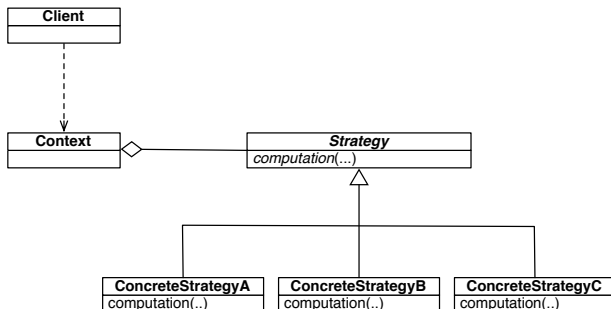 Client
Context
Strategy
computation(...)
ConcreteStrategyA
ConcreteStrategyB
ConcreteStrategyC
computation(..)
computation(..)
computation(..)